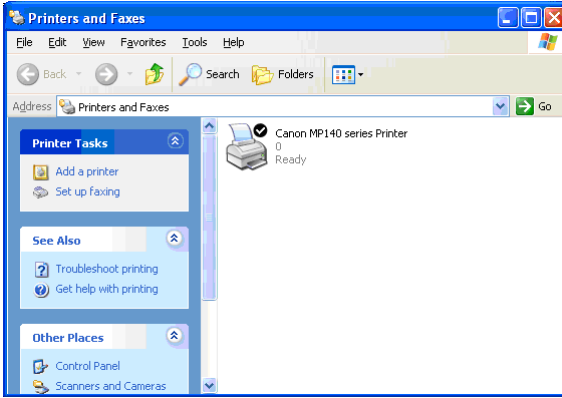 Printers and Faxes
File Edit View Favorites Tools Help
Back Search Folders
Address Printers and Faxes Go
Printer Tasks
Add a printer
Set up faxing
See Also
Troubleshoot printing
Get help with printing
Other Places
Control Panel
Scanners and Cameras
Canon MP140 series Printer
0
Ready